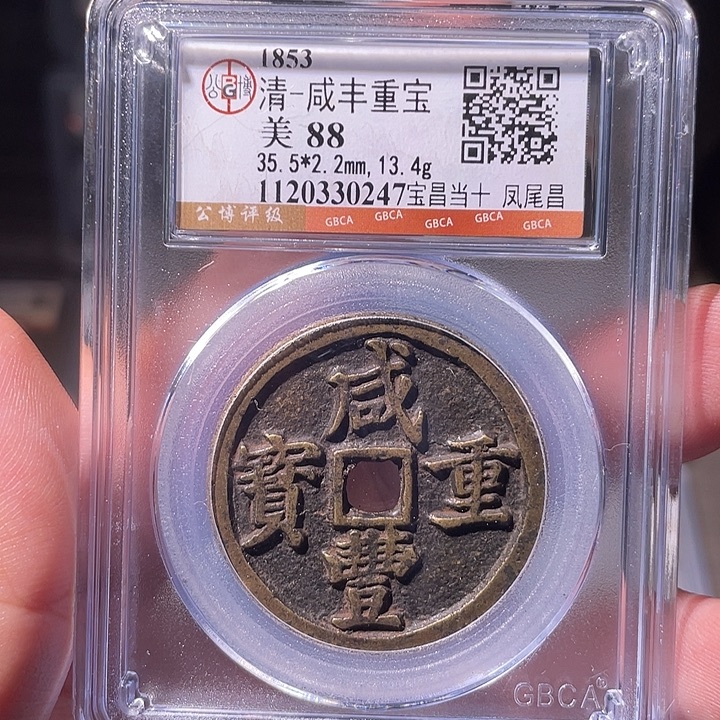 1853
清-咸丰重宝
美 88
35.5*2.2mm,13.4g
1120330247宝昌当十 凤尾昌
公博评级 GBCA GBCA GBCA GBCA GBCA
咸
寶 重
豐
GBCA